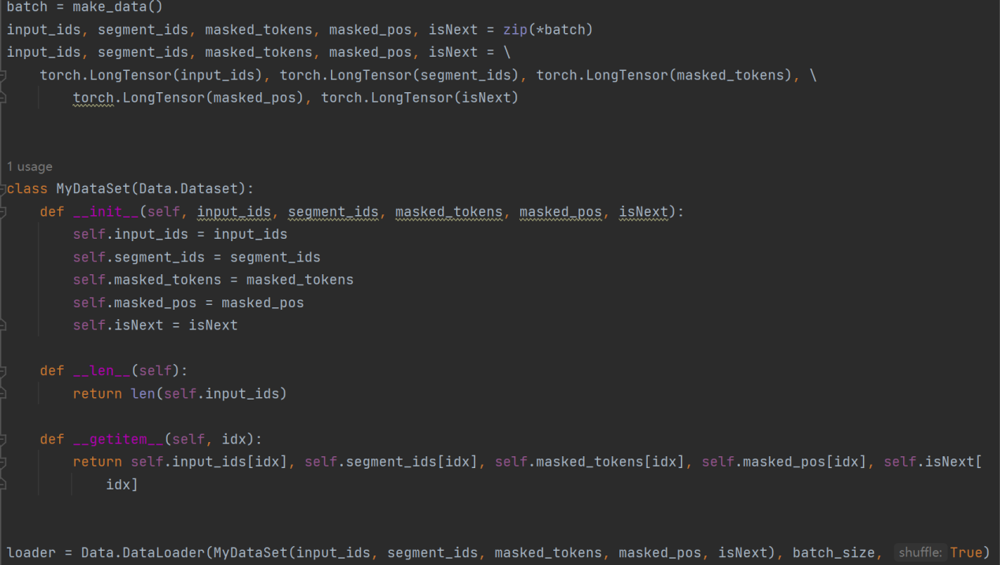 batch = make_data()
input_ids, segment_ids, masked_tokens, masked_pos, isNext = zip(*batch)
input_ids, segment_ids, masked_tokens, masked_pos, isNext = \
    torch.LongTensor(input_ids), torch.LongTensor(segment_ids), torch.LongTensor(masked_tokens), \
        torch.LongTensor(masked_pos), torch.LongTensor(isNext)
1 usage
class MyDataSet(Data.Dataset):
    def __init__(self, input_ids, segment_ids, masked_tokens, masked_pos, isNext):
        self.input_ids = input_ids
        self.segment_ids = segment_ids
        self.masked_tokens = masked_tokens
        self.masked_pos = masked_pos
        self.isNext = isNext
    def __len__(self):
        return len(self.input_ids)
    def __getitem__(self, idx):
        return self.input_ids[idx], self.segment_ids[idx], self.masked_tokens[idx], self.masked_pos[idx], self.isNext[
            idx]
loader = Data.DataLoader(MyDataSet(input_ids, segment_ids, masked_tokens, masked_pos, isNext), batch_size, shuffle: True)